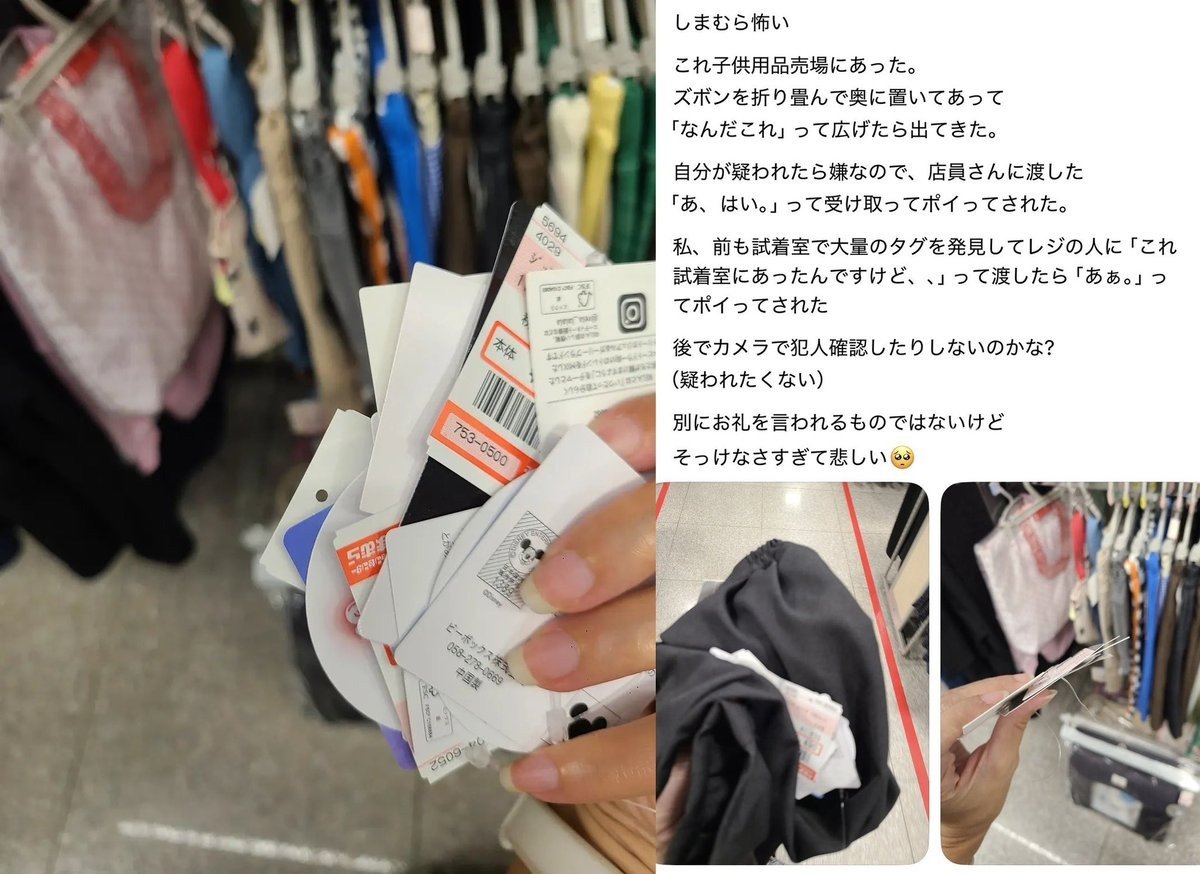 しまむら怖い
これ子供用品売場にあった。
ズボンを折り畳んで奥に置いてあって
「なんだこれ」って広げたら出てきた。
自分が疑われたら嫌なので、店員さんに渡した
「あ、はい。」って受け取ってポイってされた。
私、前も試着室で大量のタグを発見してレジの人に「これ
試着室にあったんですけど、、」って渡したら「あぁ。」っ
てポイってされた
後でカメラで犯人確認したりしないのかな?
(疑われたくない)
別にお礼を言われるものではないけど
そっけなさすぎて悲しい🥺
5694
4029
本体
753-0500
ビーボックス株式
058-278-0669
中国製
©Disney
6052